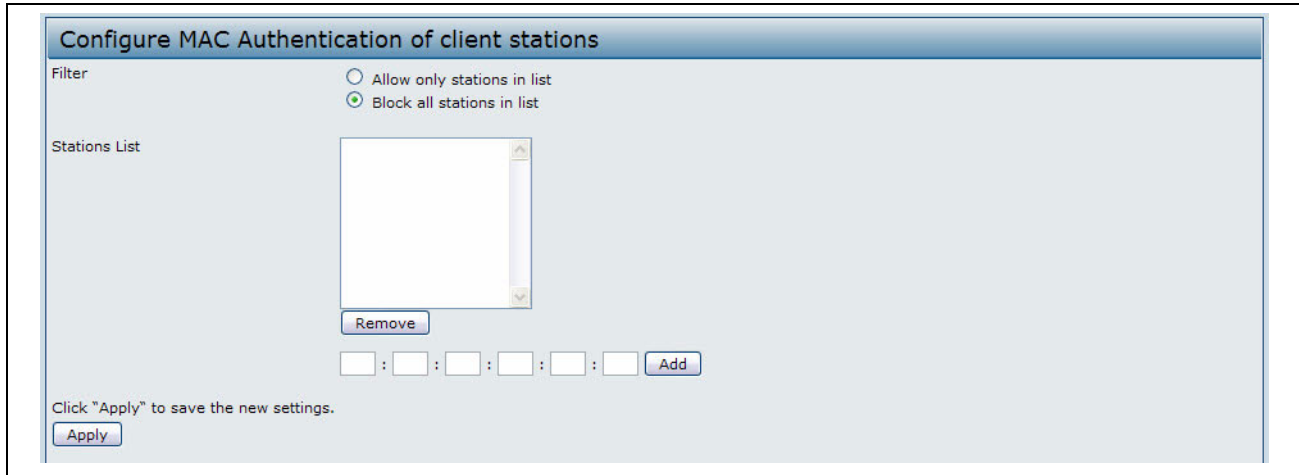 Configure MAC Authentication of client stations
Filter
Allow only stations in list
Block all stations in list
Stations List
Remove
: : : : : Add
Click "Apply" to save the new settings.
Apply